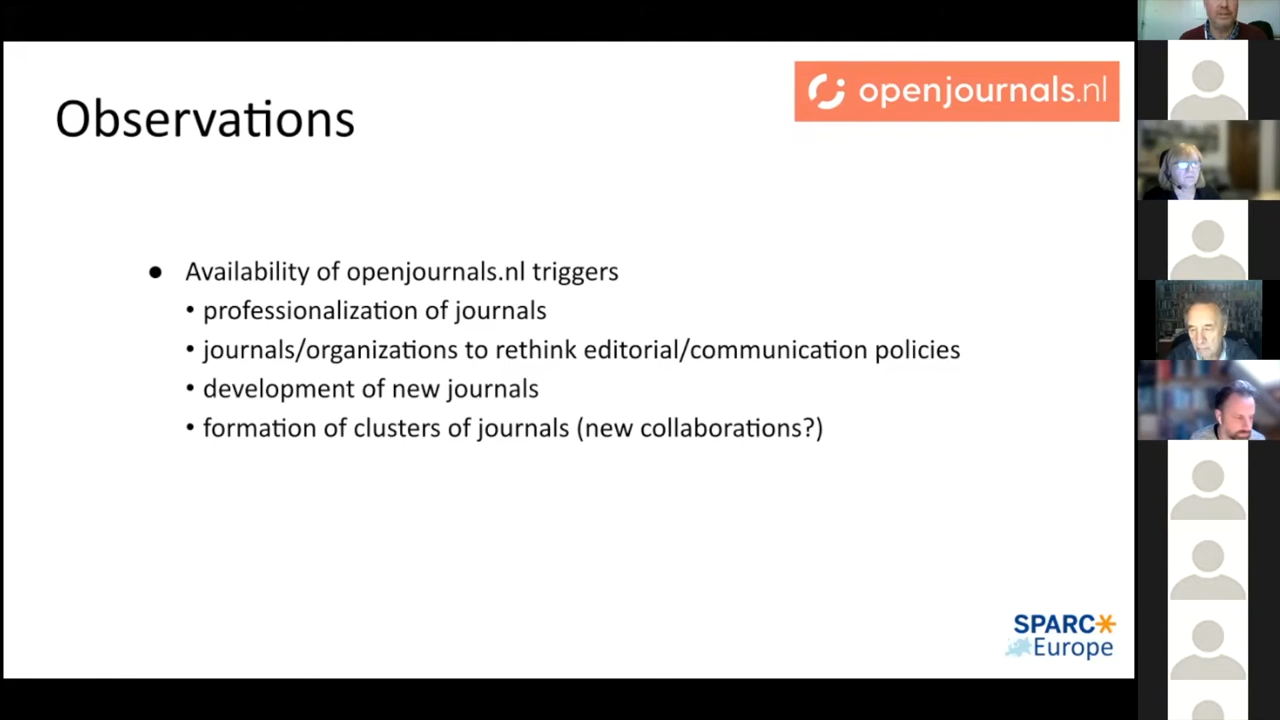 openjournals.nl
Observations
● Availability of openjournals.nl triggers
• professionalization of journals
• journals/organizations to rethink editorial/communication policies
• development of new journals
• formation of clusters of journals (new collaborations?)
SPARC
Europe